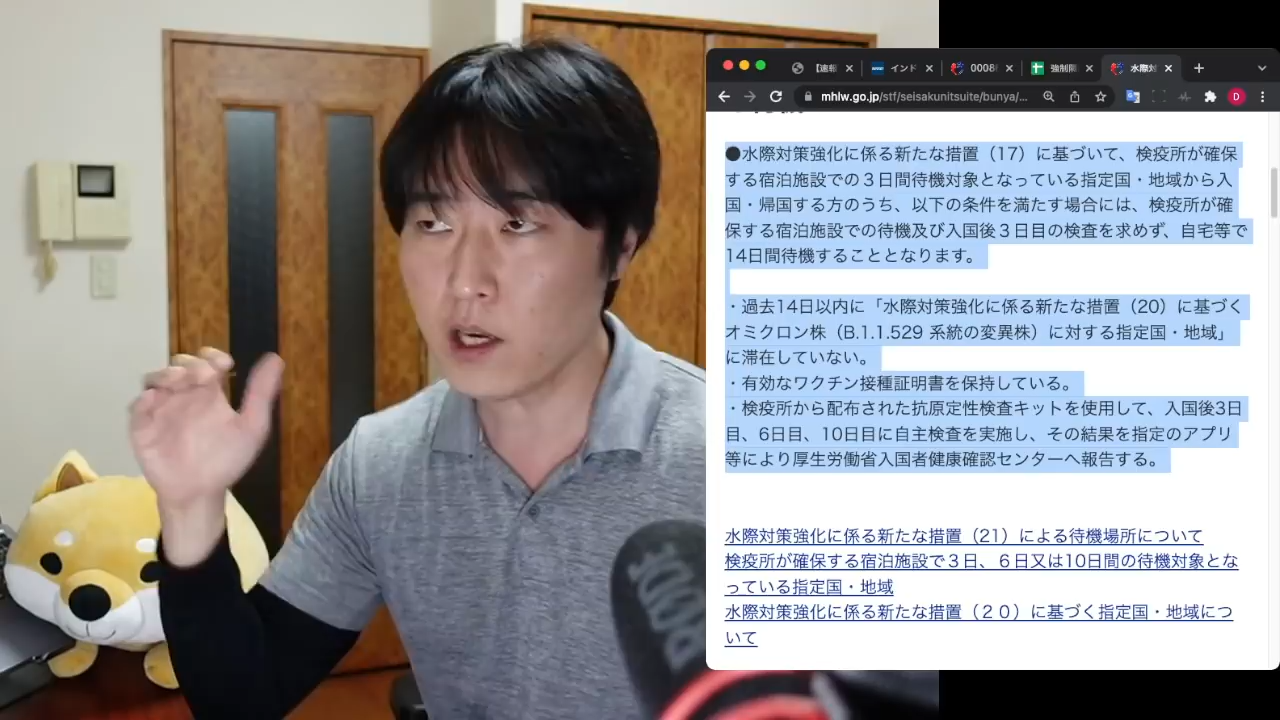 【速報
インド
0008
強制隔
水際対
mhlw.go.jp/stf/seisakunitsuite/bunya/...
D
●水際対策強化に係る新たな措置（17）に基づいて、検疫所が確保
する宿泊施設での３日間待機対象となっている指定国・地域から入
国・帰国する方のうち、以下の条件を満たす場合には、検疫所が確
保する宿泊施設での待機及び入国後３日目の検査を求めず、自宅等で
14日間待機することとなります。
・過去14日以内に「水際対策強化に係る新たな措置（20）に基づく
オミクロン株（B.1.1.529 系統の変異株）に対する指定国・地域」
に滞在していない。
・有効なワクチン接種証明書を保持している。
・検疫所から配布された抗原定性検査キットを使用して、入国後3日
目、6日目、10日目に自主検査を実施し、その結果を指定のアプリ
等により厚生労働省入国者健康確認センターへ報告する。
水際対策強化に係る新たな措置（21）による待機場所について
検疫所が確保する宿泊施設で３日、６日又は10日間の待機対象とな
っている指定国・地域
水際対策強化に係る新たな措置（２０）に基づく指定国・地域につ
いて